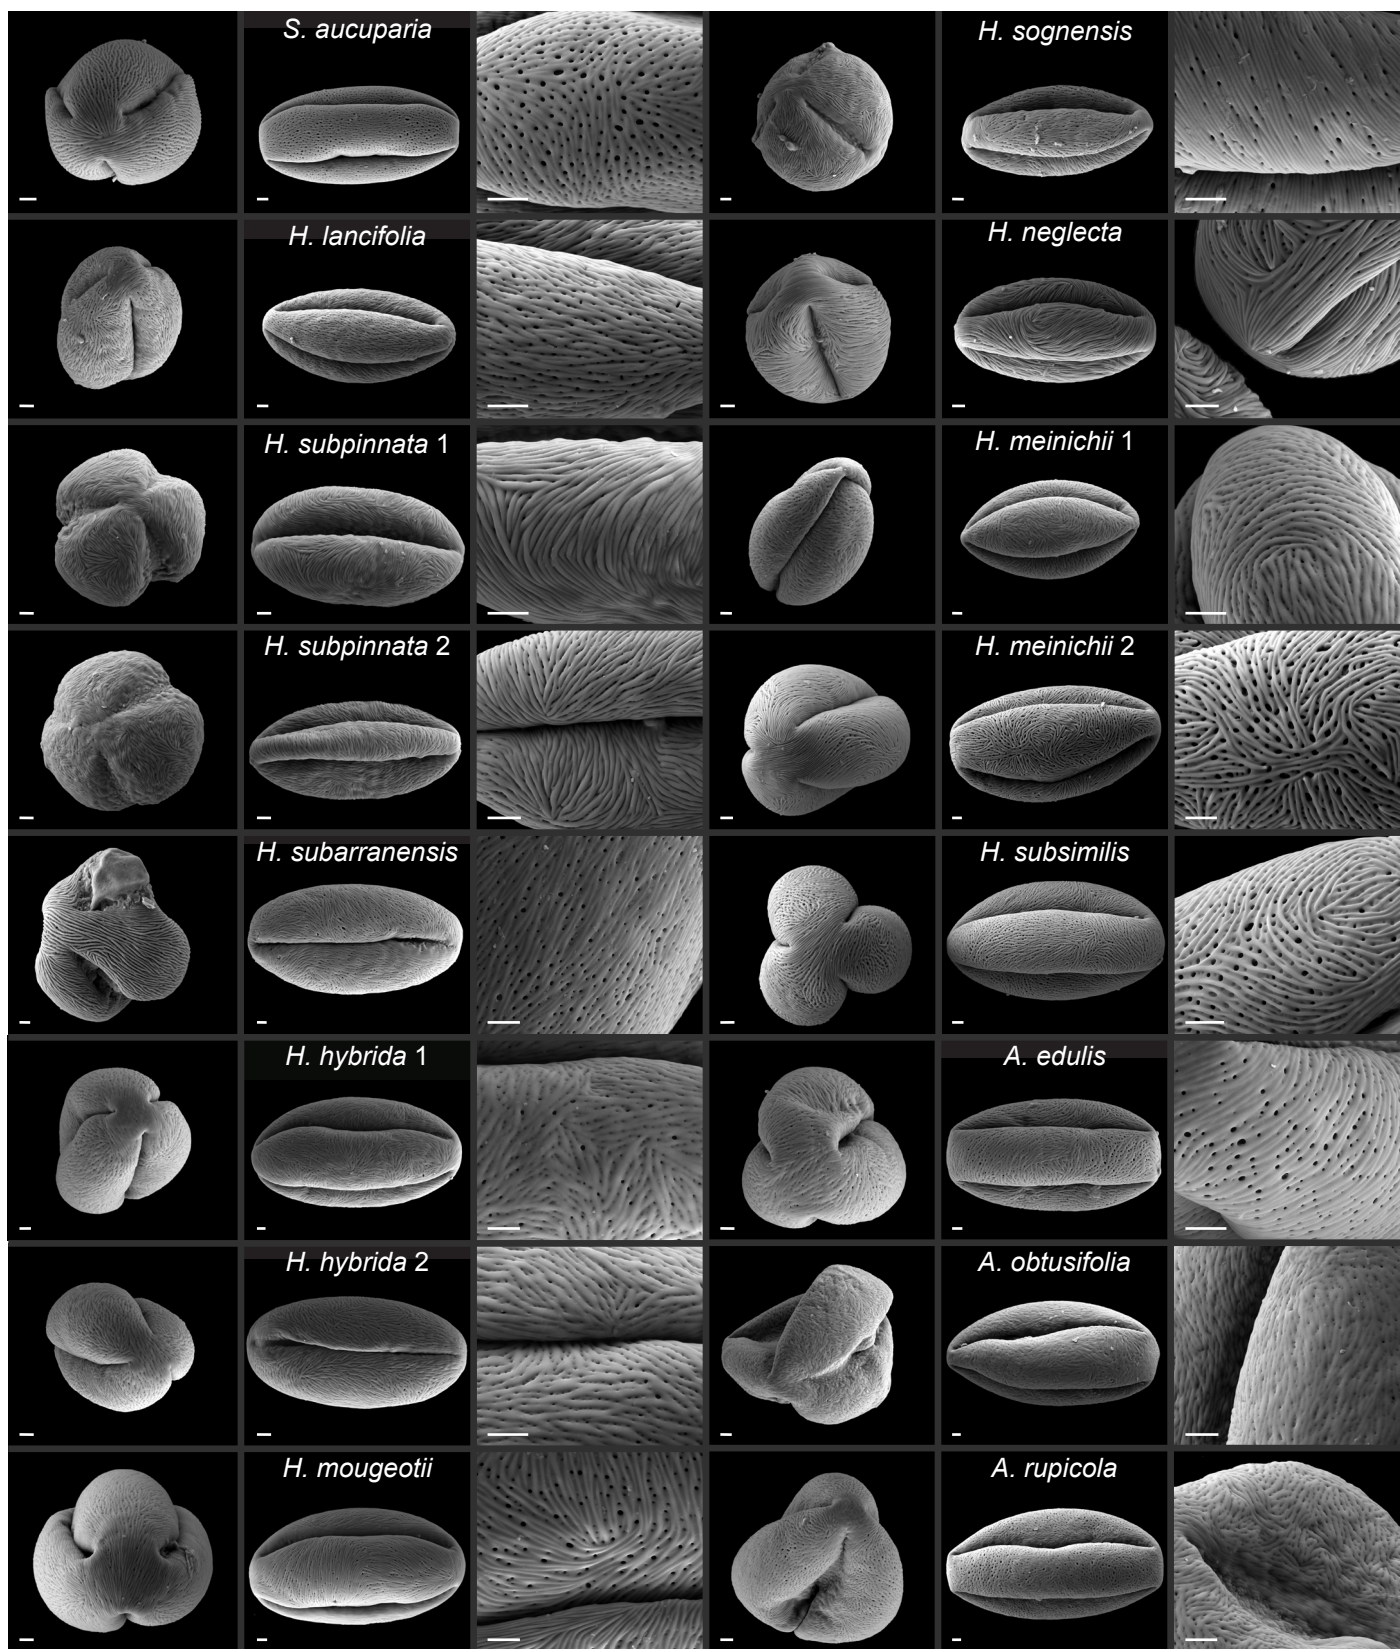 S. aucuparia
H. sognensis
H. lancifolia
H. neglecta
H. subpinnata 1
H. meinichii 1
H. subpinnata 2
H. meinichii 2
H. subarranensis
H. subsimilis
H. hybrida 1
A. edulis
H. hybrida 2
A. obtusifolia
H. mougeotii
A. rupicola